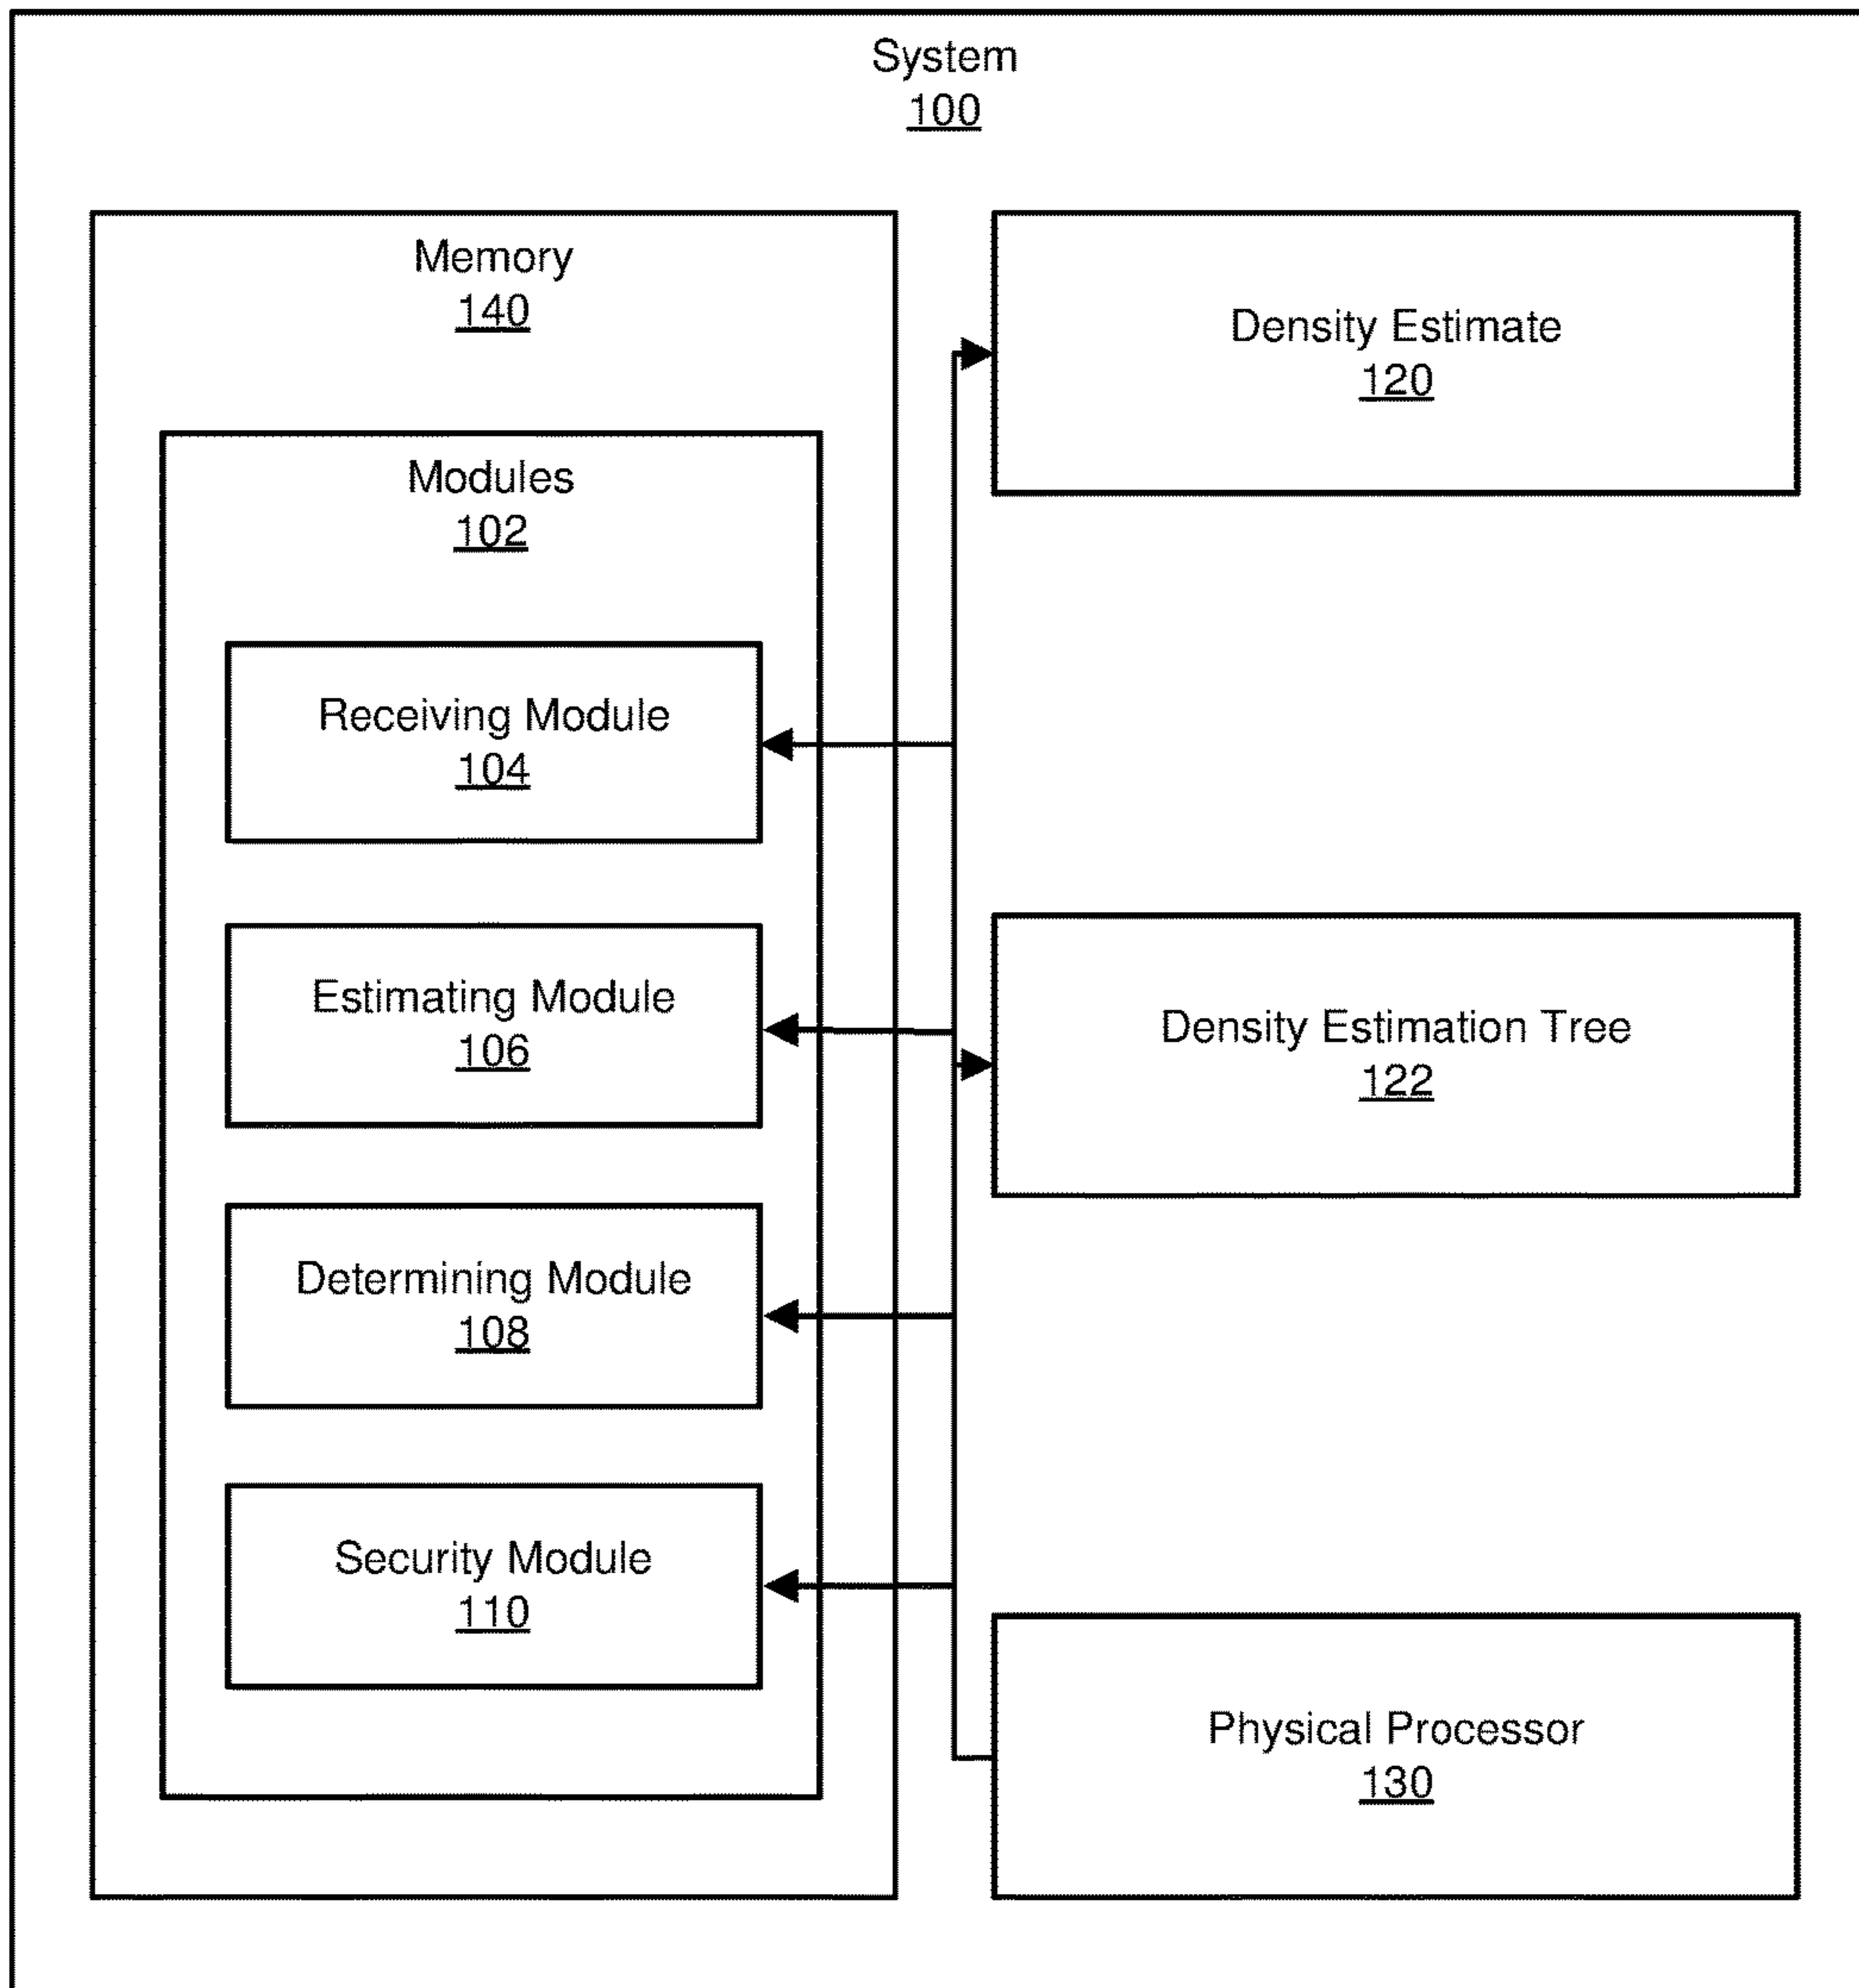 System
100
Memory
140
Modules
102
Receiving Module
104
Estimating Module
106
Determining Module
108
Security Module
110
Density Estimate
120
Density Estimation Tree
122
Physical Processor
130